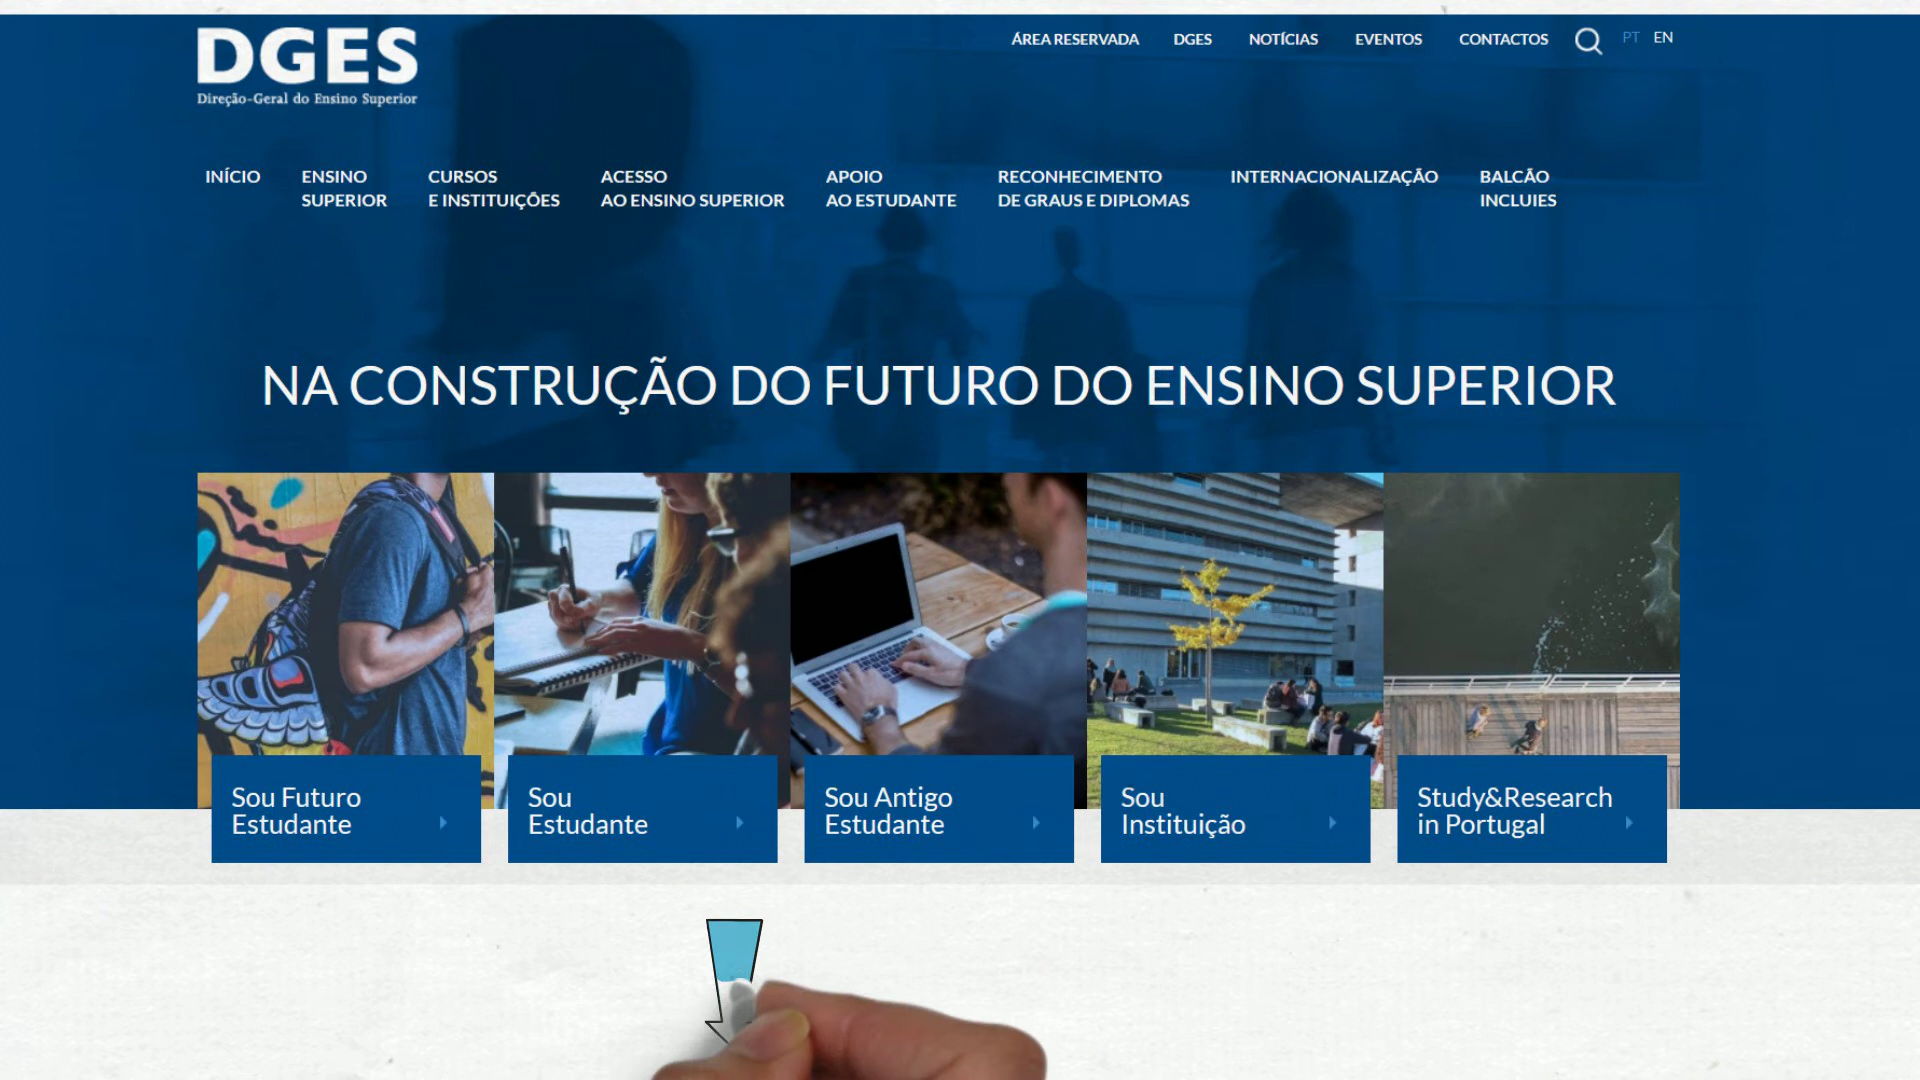 DGES
Direção-Geral do Ensino Superior
ÁREA RESERVADA DGES NOTÍCIAS EVENTOS CONTACTOS PT EN
INÍCIO
ENSINO
SUPERIOR
CURSOS
E INSTITUIÇÕES
ACESSO
AO ENSINO SUPERIOR
APOIO
AO ESTUDANTE
RECONHECIMENTO
DE GRAUS E DIPLOMAS
INTERNACIONALIZAÇÃO
BALCÃO
INCLUIES
NA CONSTRUÇÃO DO FUTURO DO ENSINO SUPERIOR
Sou Futuro
Estudante
Sou
Estudante
Sou Antigo
Estudante
Sou
Instituição
Study&Research
in Portugal